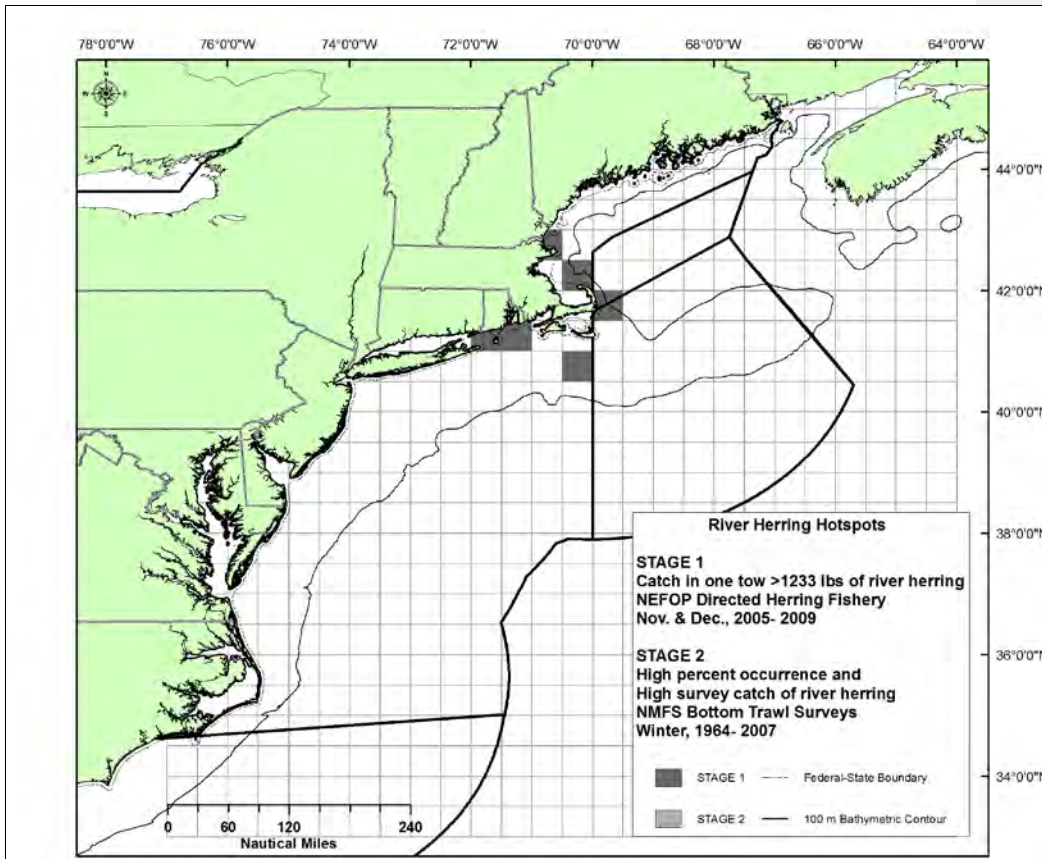 78°0'0"W 76°0'0"W 74°0'0"W 72°0'0"W 70°0'0"W 68°0'0"W 66°0'0"W 64°0'0"W
N
W E
S
44°0'0"N
42°0'0"N
40°0'0"N
38°0'0"N
36°0'0"N
34°0'0"N
River Herring Hotspots
STAGE 1
Catch in one tow >1233 lbs of river herring
NEFOP Directed Herring Fishery
Nov. & Dec., 2005- 2009
STAGE 2
High percent occurrence and
High survey catch of river herring
NMFS Bottom Trawl Surveys
Winter, 1964- 2007
STAGE 1 Federal-State Boundary
STAGE 2 100 m Bathymetric Contour
0 60 120 240
Nautical Miles